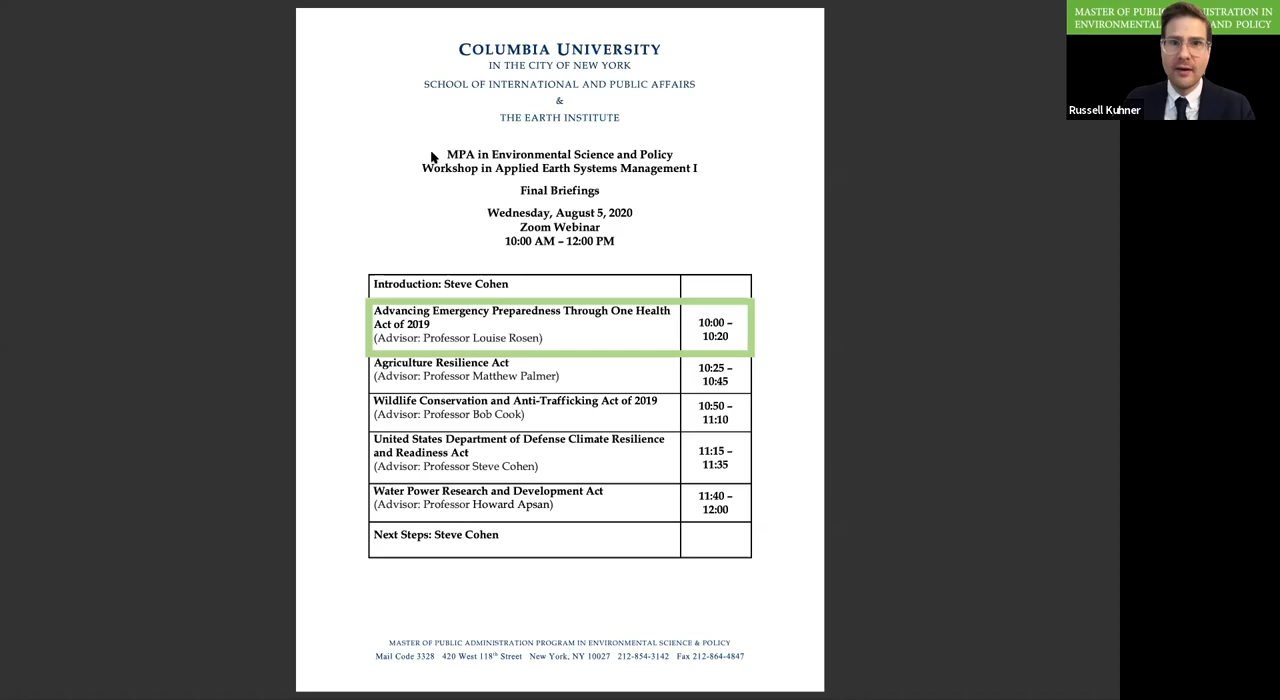 COLUMBIA UNIVERSITY
IN THE CITY OF NEW YORK
SCHOOL OF INTERNATIONAL AND PUBLIC AFFAIRS
&
THE EARTH INSTITUTE
MPA in Environmental Science and Policy
Workshop in Applied Earth Systems Management I
Final Briefings
Wednesday, August 5, 2020
Zoom Webinar
10:00 AM – 12:00 PM
Introduction: Steve Cohen
Advancing Emergency Preparedness Through One Health
Act of 2019
(Advisor: Professor Louise Rosen)
10:00 –
10:20
Agriculture Resilience Act
(Advisor: Professor Matthew Palmer)
10:25 –
10:45
Wildlife Conservation and Anti-Trafficking Act of 2019
(Advisor: Professor Bob Cook)
10:50 –
11:10
United States Department of Defense Climate Resilience
and Readiness Act
(Advisor: Professor Steve Cohen)
11:15 –
11:35
Water Power Research and Development Act
(Advisor: Professor Howard Apsan)
11:40 –
12:00
Next Steps: Steve Cohen
MASTER OF PUBLIC ADMINISTRATION PROGRAM IN ENVIRONMENTAL SCIENCE & POLICY
Mail Code 3328 420 West 118th Street New York, NY 10027 212-854-3142 Fax 212-864-4847
MASTER OF PUBL NISTRATION IN
ENVIRONMENTAL AND POLICY
Russell Kuhner